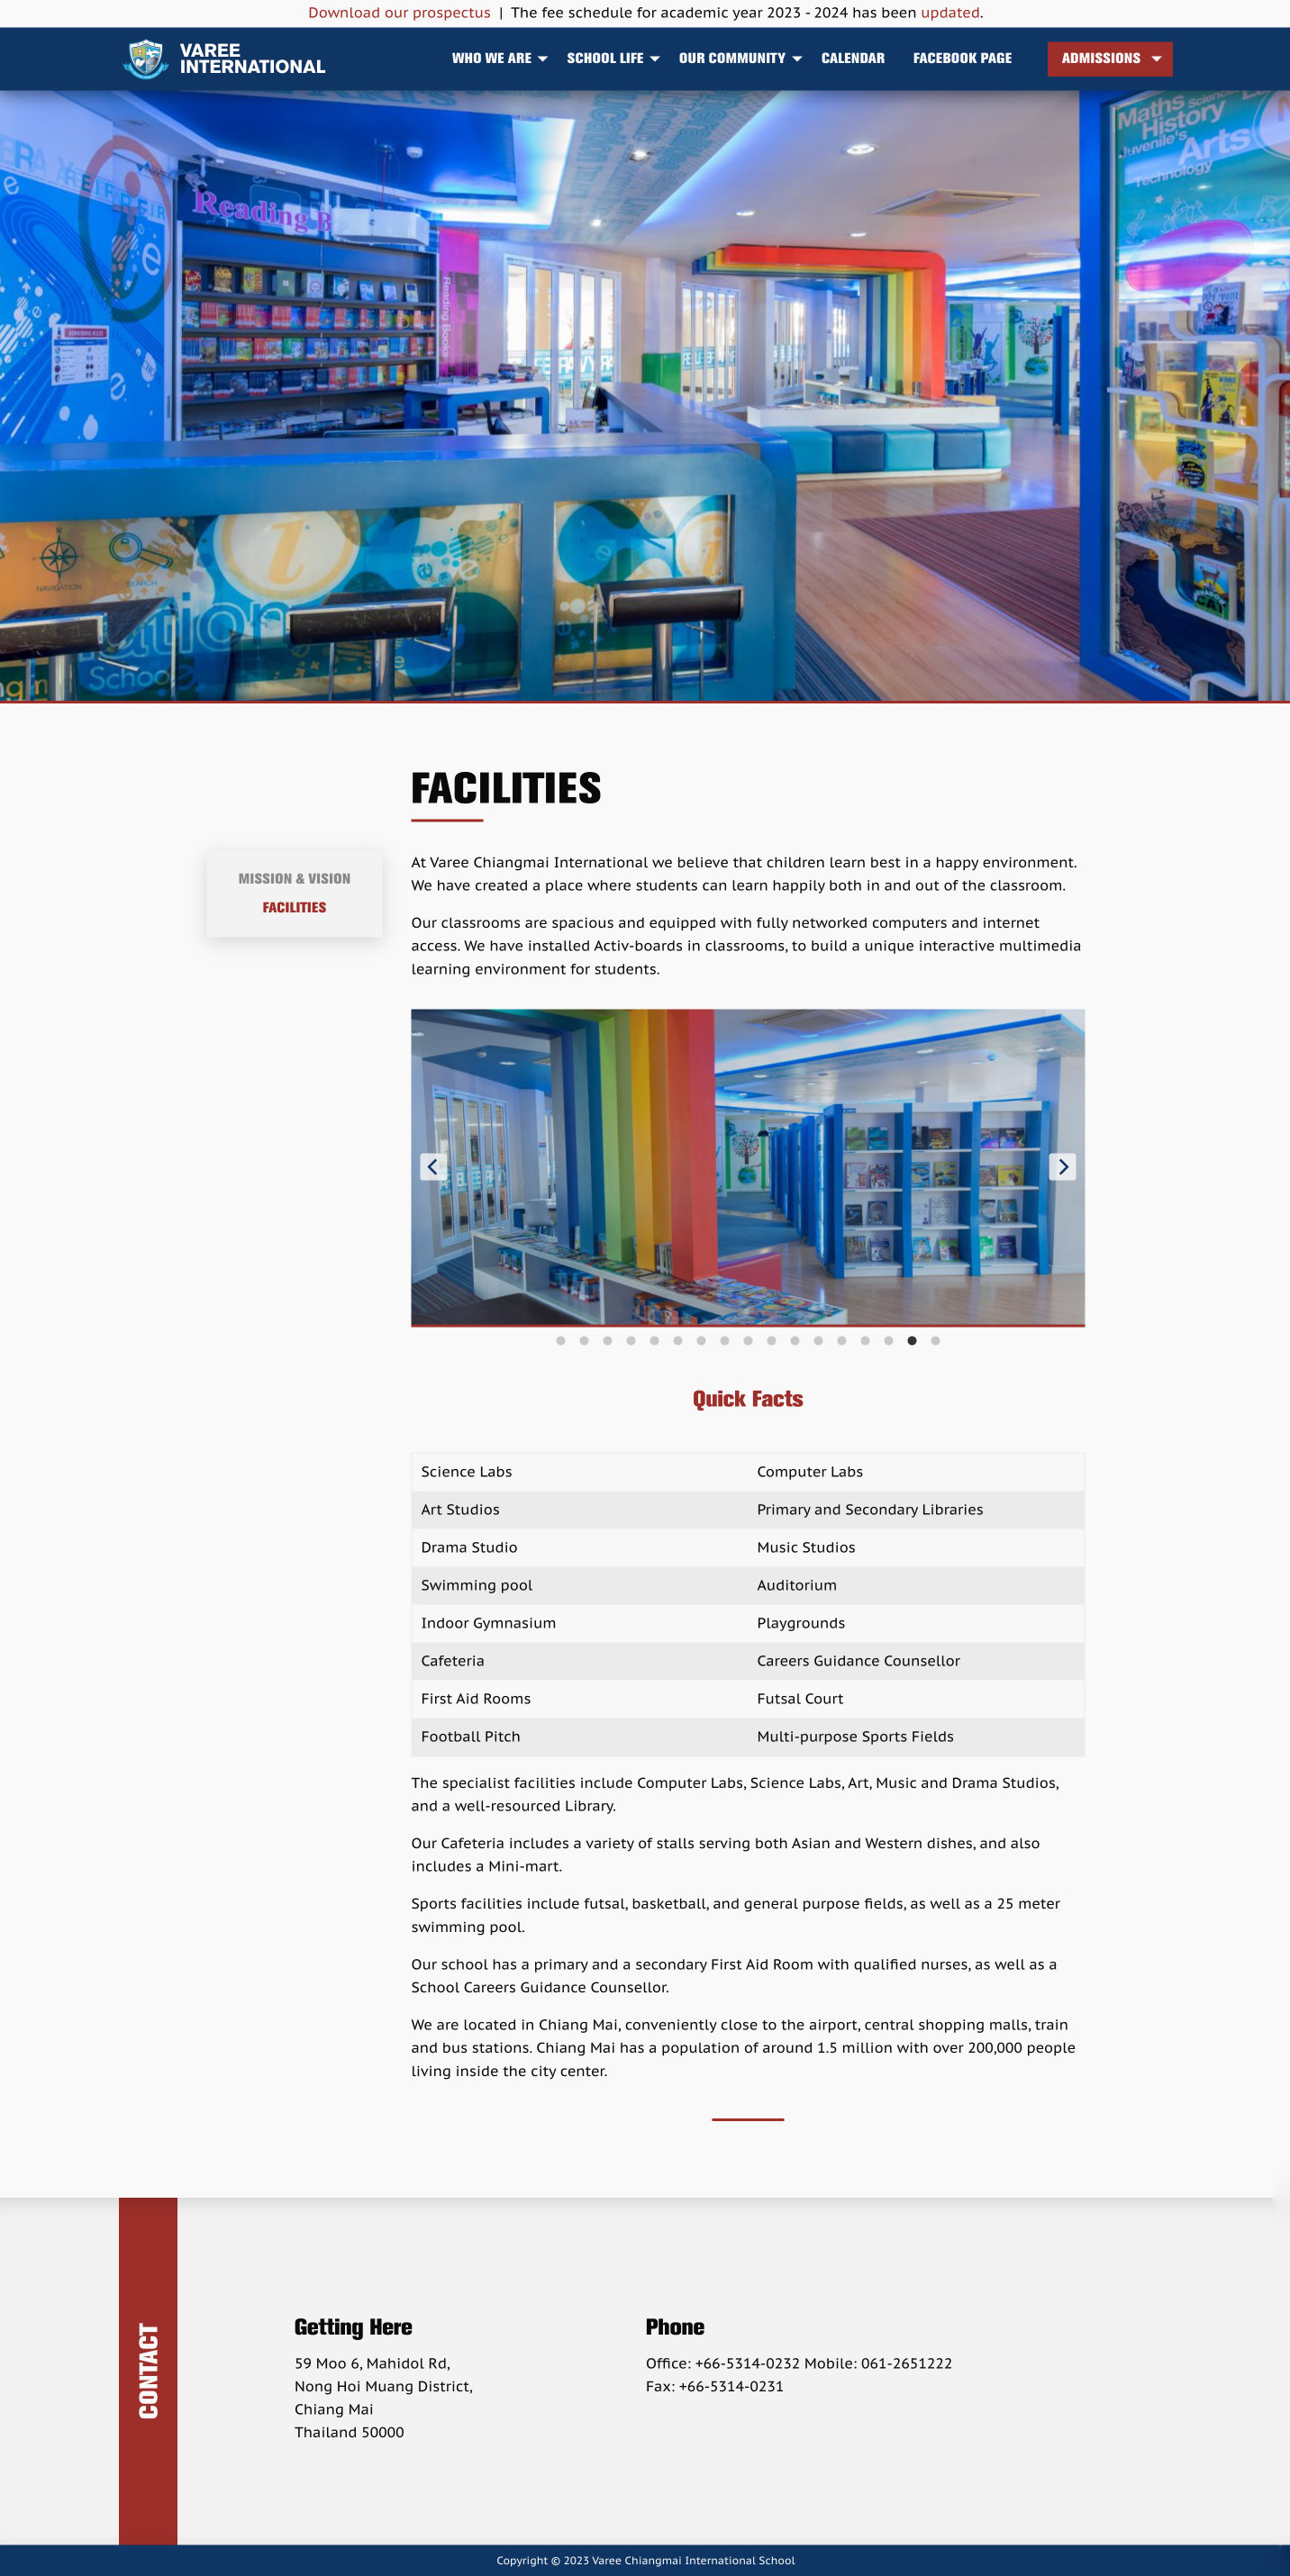 Download our prospectus | The fee schedule for academic year 2023 - 2024 has been updated.
VAREE
INTERNATIONAL
WHO WE ARE
SCHOOL LIFE
OUR COMMUNITY
CALENDAR
FACEBOOK PAGE
ADMISSIONS
Reading B
Reading Books
Maths
Science
History
Juvenile's
Arts
Technology
NAVIGATION
SEARCH
School
FACILITIES
MISSION & VISION
FACILITIES
At Varee Chiangmai International we believe that children learn best in a happy environment.
We have created a place where students can learn happily both in and out of the classroom.
Our classrooms are spacious and equipped with fully networked computers and internet
access. We have installed Activ-boards in classrooms, to build a unique interactive multimedia
learning environment for students.
Quick Facts
Science Labs Computer Labs
Art Studios Primary and Secondary Libraries
Drama Studio Music Studios
Swimming pool Auditorium
Indoor Gymnasium Playgrounds
Cafeteria Careers Guidance Counsellor
First Aid Rooms Futsal Court
Football Pitch Multi-purpose Sports Fields
The specialist facilities include Computer Labs, Science Labs, Art, Music and Drama Studios,
and a well-resourced Library.
Our Cafeteria includes a variety of stalls serving both Asian and Western dishes, and also
includes a Mini-mart.
Sports facilities include futsal, basketball, and general purpose fields, as well as a 25 meter
swimming pool.
Our school has a primary and a secondary First Aid Room with qualified nurses, as well as a
School Careers Guidance Counsellor.
We are located in Chiang Mai, conveniently close to the airport, central shopping malls, train
and bus stations. Chiang Mai has a population of around 1.5 million with over 200,000 people
living inside the city center.
CONTACT
Getting Here
59 Moo 6, Mahidol Rd,
Nong Hoi Muang District,
Chiang Mai
Thailand 50000
Phone
Office: +66-5314-0232 Mobile: 061-2651222
Fax: +66-5314-0231
Copyright © 2023 Varee Chiangmai International School